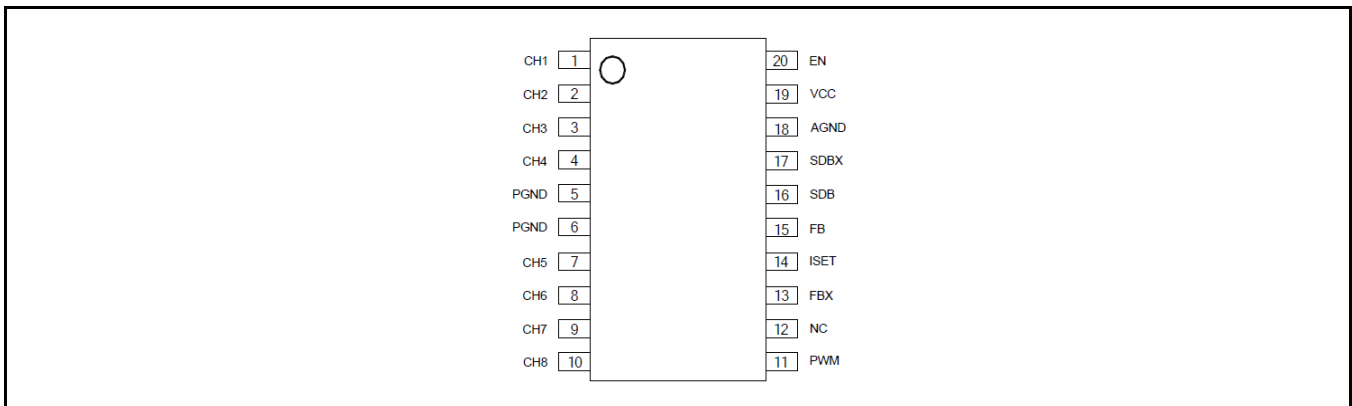 CH1 1 20 EN
CH2 2 19 VCC
CH3 3 18 AGND
CH4 4 17 SDBX
PGND 5 16 SDB
PGND 6 15 FB
CH5 7 14 ISET
CH6 8 13 FBX
CH7 9 12 NC
CH8 10 11 PWM